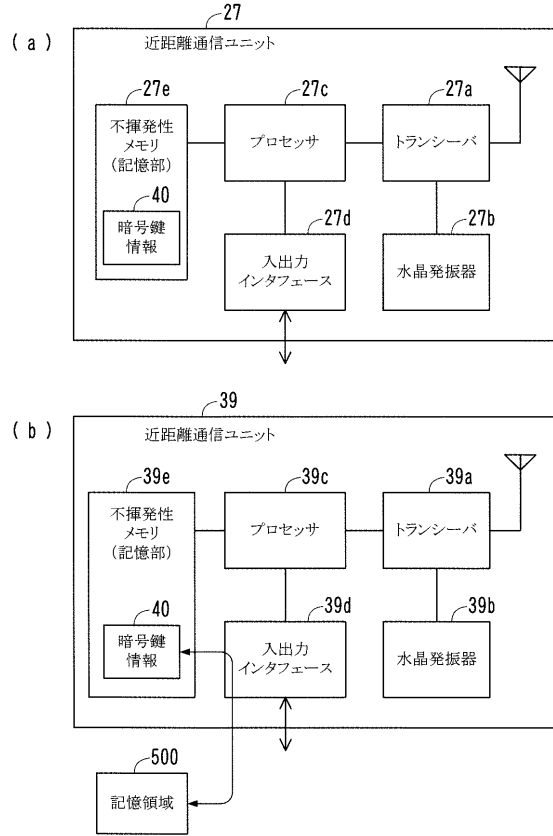 27
(a)
近距離通信ユニット
27e
27c
27a
不揮発性
メモリ
(記憶部)
プロセッサ
トランシーバ
40
暗号鍵
情報
27d
27b
入出力
インタフェース
水晶発振器
39
(b)
近距離通信ユニット
39e
39c
39a
不揮発性
メモリ
(記憶部)
プロセッサ
トランシーバ
40
暗号鍵
情報
39d
39b
入出力
インタフェース
水晶発振器
500
記憶領域